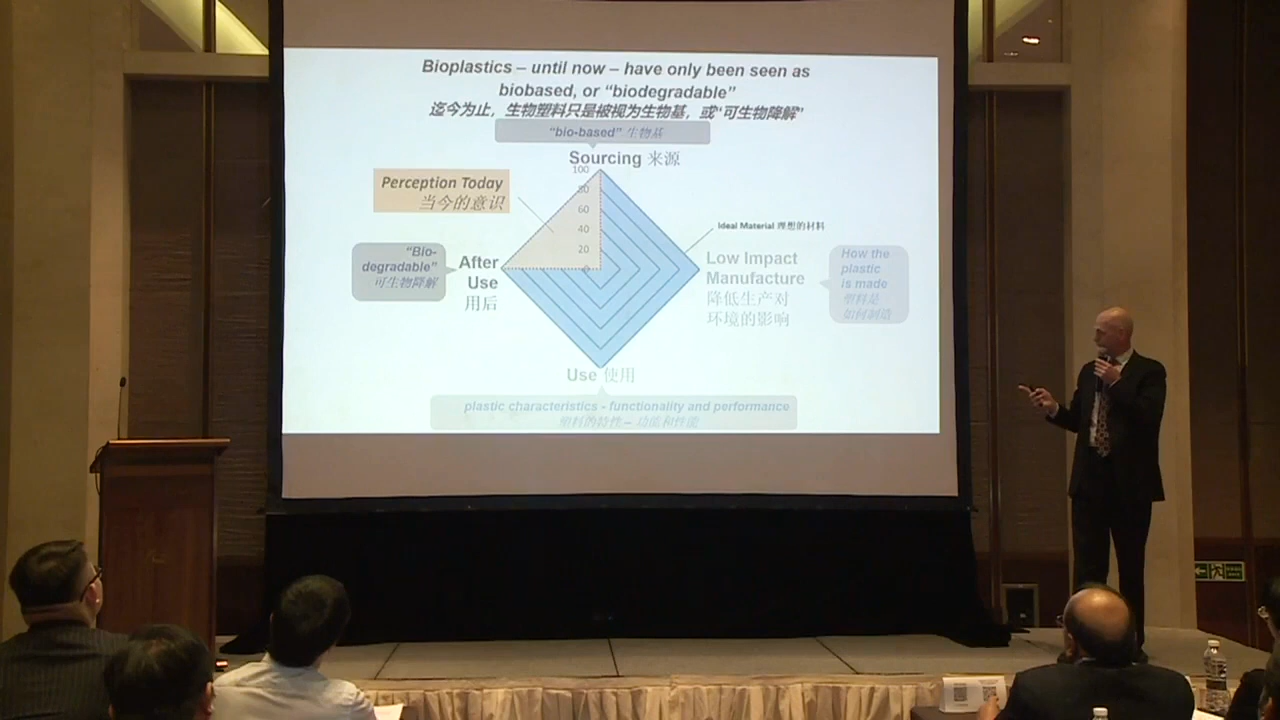 Bioplastics – until now – have only been seen as
biobased, or “biodegradable”
迄今为止，生物塑料只是被视为生物基，或“可生物降解”
“bio-based” 生物基
Sourcing 来源
100
80
60
40
20
0
Perception Today
当今的意识
Ideal Material 理想的材料
“Bio-
degradable”
可生物降解
After
Use
用后
Low Impact
Manufacture
降低生产对
环境的影响
How the
plastic
is made
塑料是
如何制造
Use 使用
plastic characteristics - functionality and performance
塑料的特性 – 功能和性能